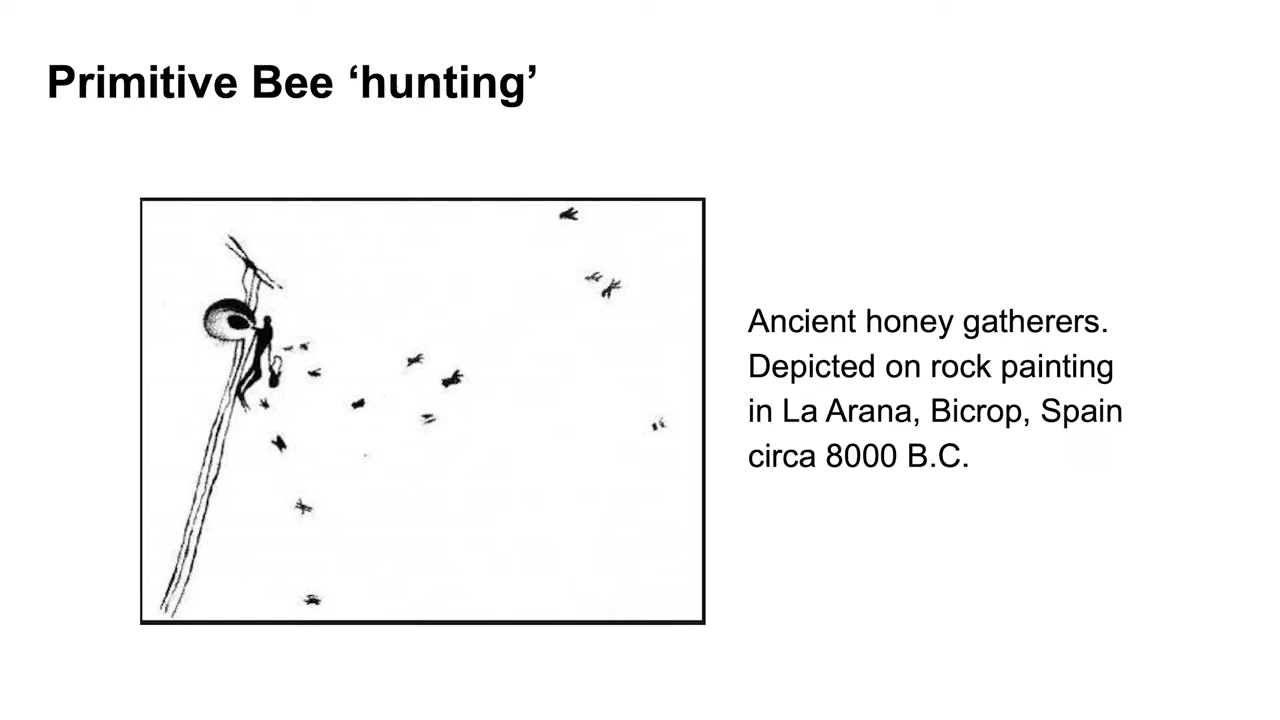 Primitive Bee ‘hunting’
Ancient honey gatherers.
Depicted on rock painting
in La Arana, Bicrop, Spain
circa 8000 B.C.